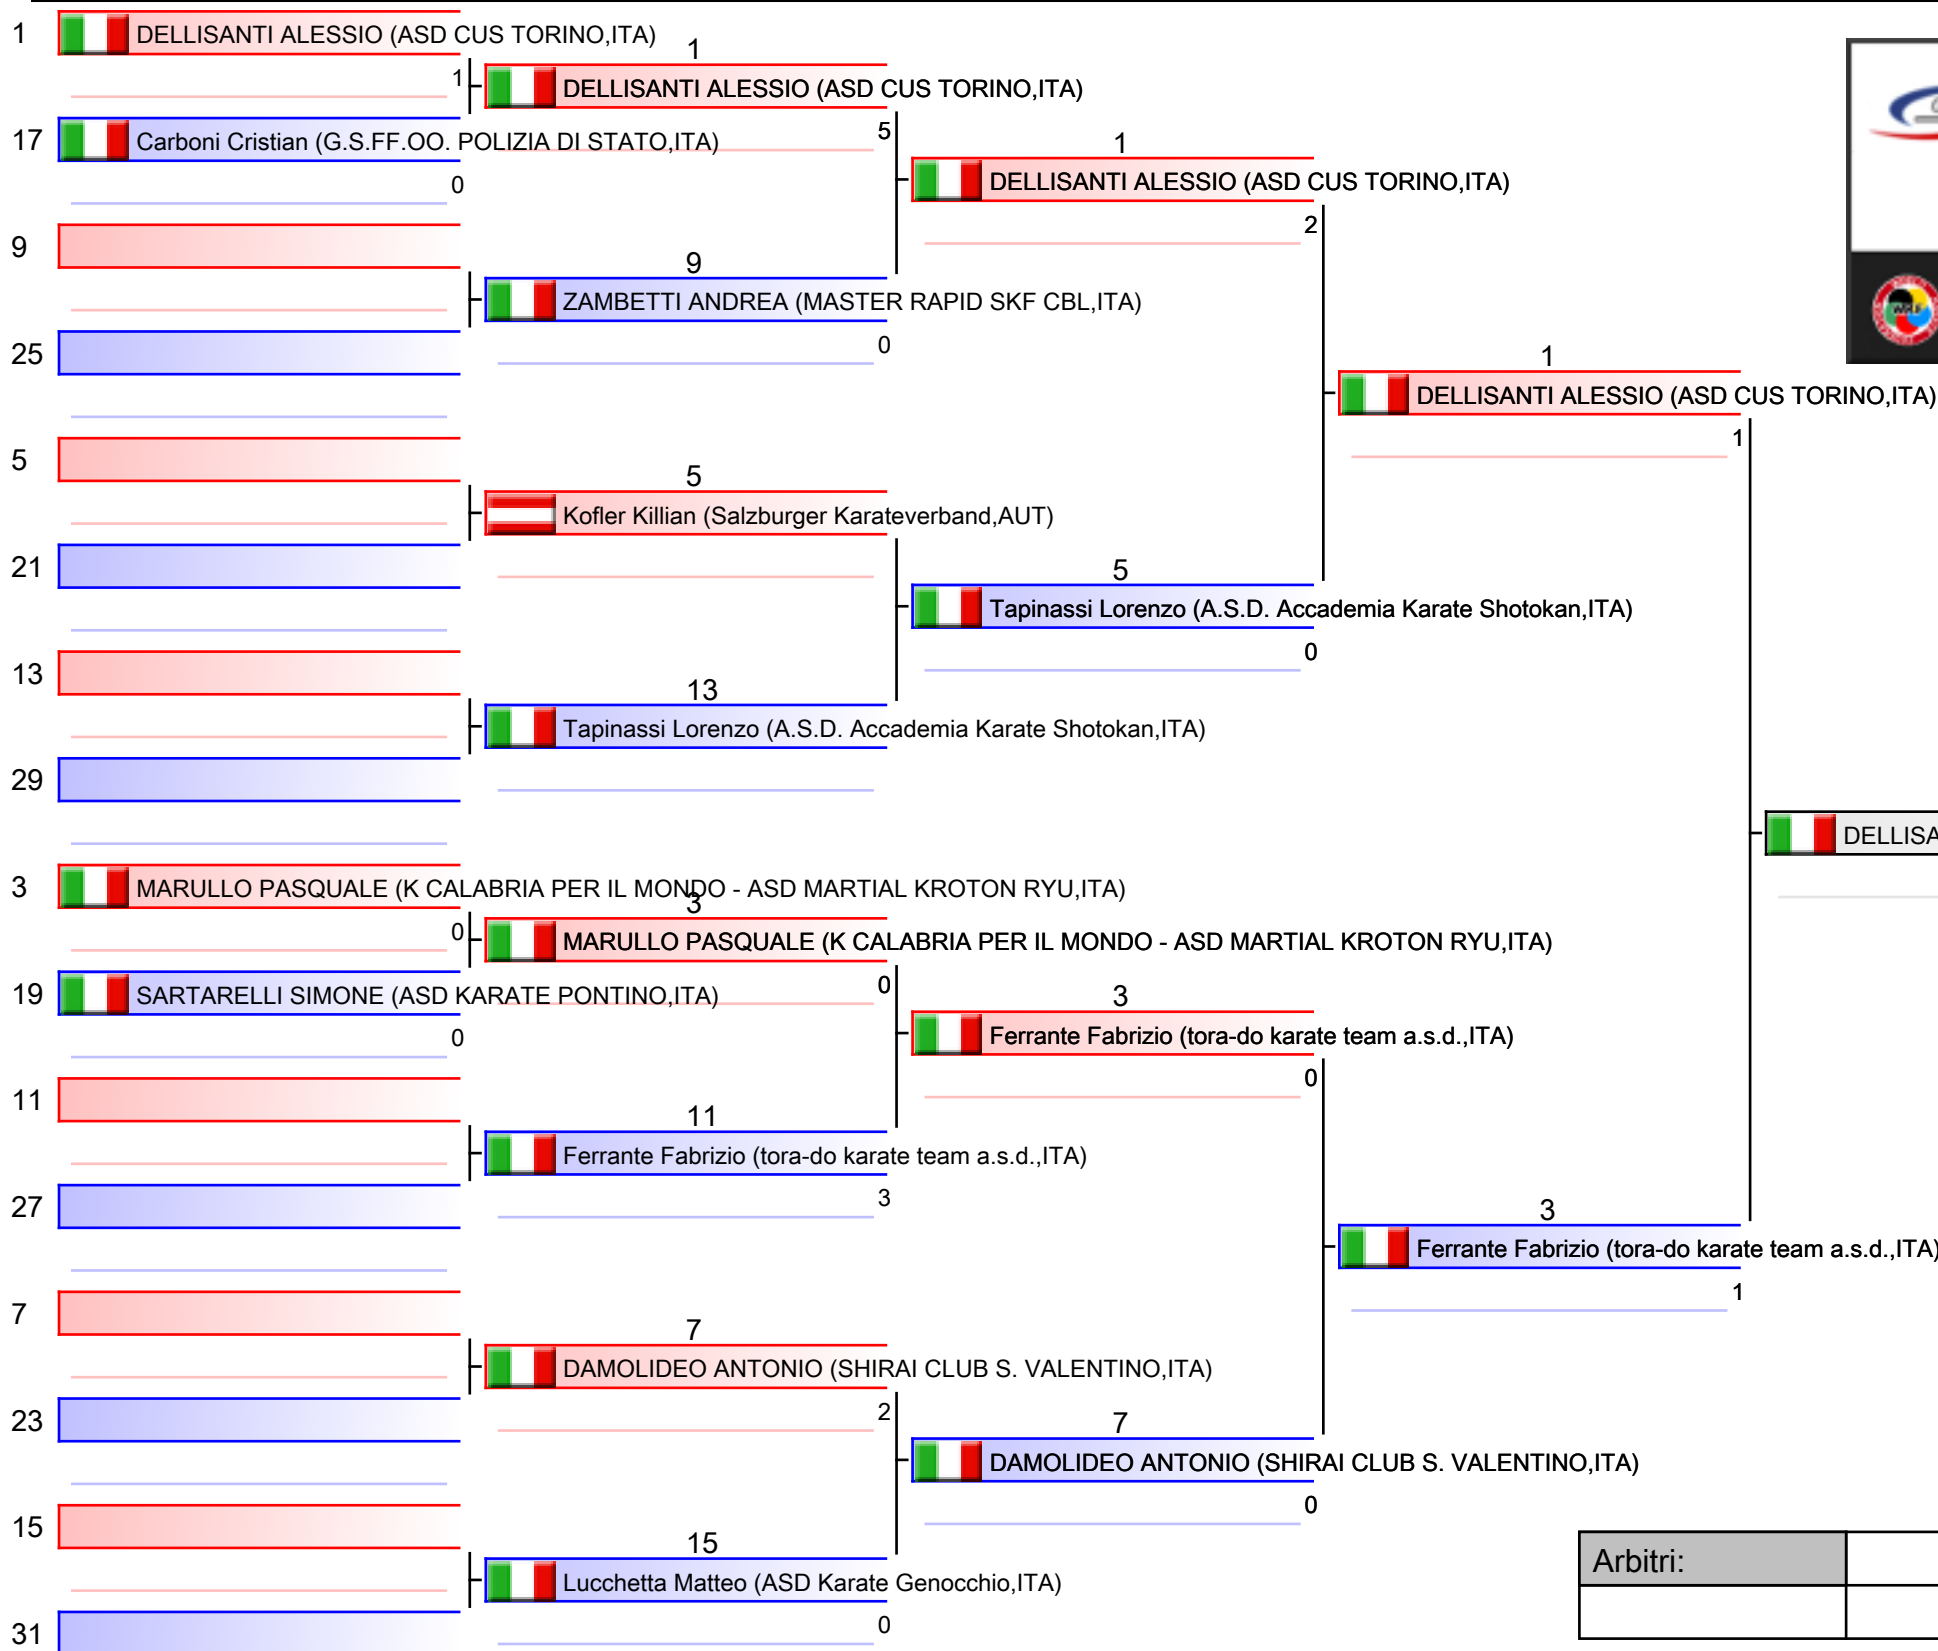 1 DELLISANTI ALESSIO (ASD CUS TORINO,ITA)
1
1
DELLISANTI ALESSIO (ASD CUS TORINO,ITA)
5
17 Carboni Cristian (G.S.FF.OO. POLIZIA DI STATO,ITA)
0
1
DELLISANTI ALESSIO (ASD CUS TORINO,ITA)
2
9
9
ZAMBETTI ANDREA (MASTER RAPID SKF CBL,ITA)
0
25
1
DELLISANTI ALESSIO (ASD CUS TORINO,ITA)
1
5
5
Kofler Killian (Salzburger Karateverband,AUT)
21
5
Tapinassi Lorenzo (A.S.D. Accademia Karate Shotokan,ITA)
0
13
13
Tapinassi Lorenzo (A.S.D. Accademia Karate Shotokan,ITA)
29
DELLISA
3 MARULLO PASQUALE (K CALABRIA PER IL MONDO - ASD MARTIAL KROTON RYU,ITA)
0
3
MARULLO PASQUALE (K CALABRIA PER IL MONDO - ASD MARTIAL KROTON RYU,ITA)
0
19 SARTARELLI SIMONE (ASD KARATE PONTINO,ITA)
0
3
Ferrante Fabrizio (tora-do karate team a.s.d.,ITA)
0
11
11
Ferrante Fabrizio (tora-do karate team a.s.d.,ITA)
3
27
3
Ferrante Fabrizio (tora-do karate team a.s.d.,ITA)
1
7
7
DAMOLIDEO ANTONIO (SHIRAI CLUB S. VALENTINO,ITA)
2
23
7
DAMOLIDEO ANTONIO (SHIRAI CLUB S. VALENTINO,ITA)
0
15
15
Lucchetta Matteo (ASD Karate Genocchio,ITA)
0
31
Arbitri: